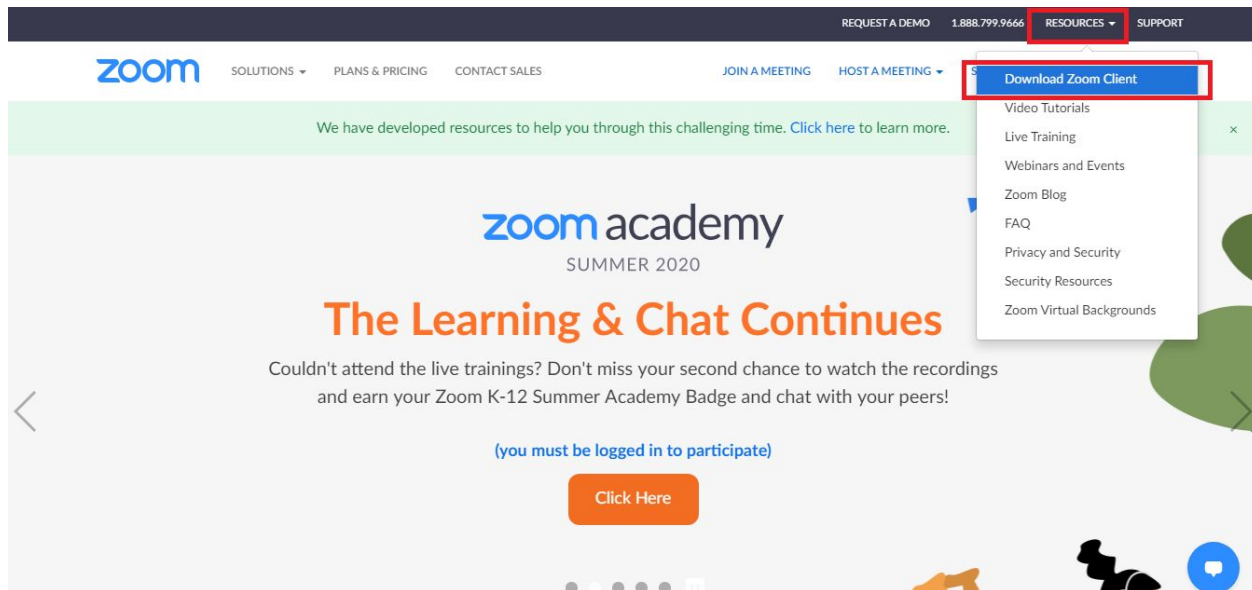 REQUEST A DEMO 1.888.799.9666 RESOURCES SUPPORT
zoom SOLUTIONS PLANS & PRICING CONTACT SALES JOIN A MEETING HOST A MEETING S
Download Zoom Client
Video Tutorials
Live Training
Webinars and Events
Zoom Blog
FAQ
Privacy and Security
Security Resources
Zoom Virtual Backgrounds
We have developed resources to help you through this challenging time. Click here to learn more. ×
zoom academy
SUMMER 2020
The Learning & Chat Continues
Couldn't attend the live trainings? Don't miss your second chance to watch the recordings
and earn your Zoom K-12 Summer Academy Badge and chat with your peers!
(you must be logged in to participate)
Click Here